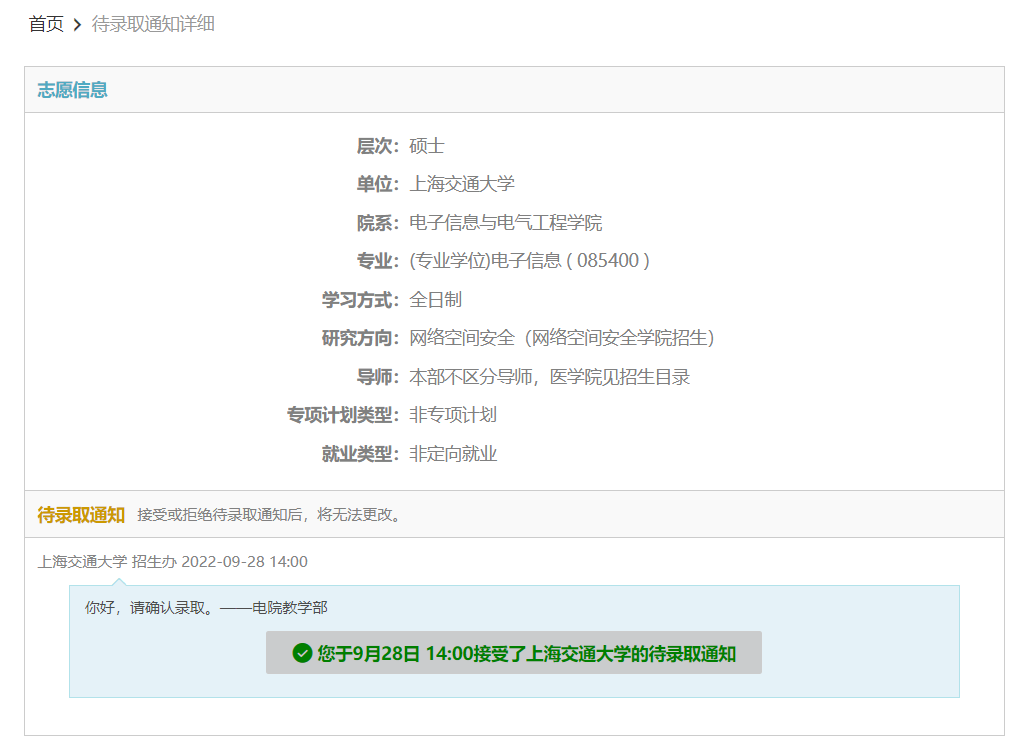 首页 > 待录取通知详细
志愿信息
层次：硕士
单位：上海交通大学
院系：电子信息与电气工程学院
专业：(专业学位)电子信息 ( 085400 )
学习方式：全日制
研究方向：网络空间安全（网络空间安全学院招生）
导师：本部不区分导师，医学院见招生目录
专项计划类型：非专项计划
就业类型：非定向就业
待录取通知 接受或拒绝待录取通知后，将无法更改。
上海交通大学 招生办 2022-09-28 14:00
你好，请确认录取。——电院教学部
您于9月28日 14:00接受了上海交通大学的待录取通知